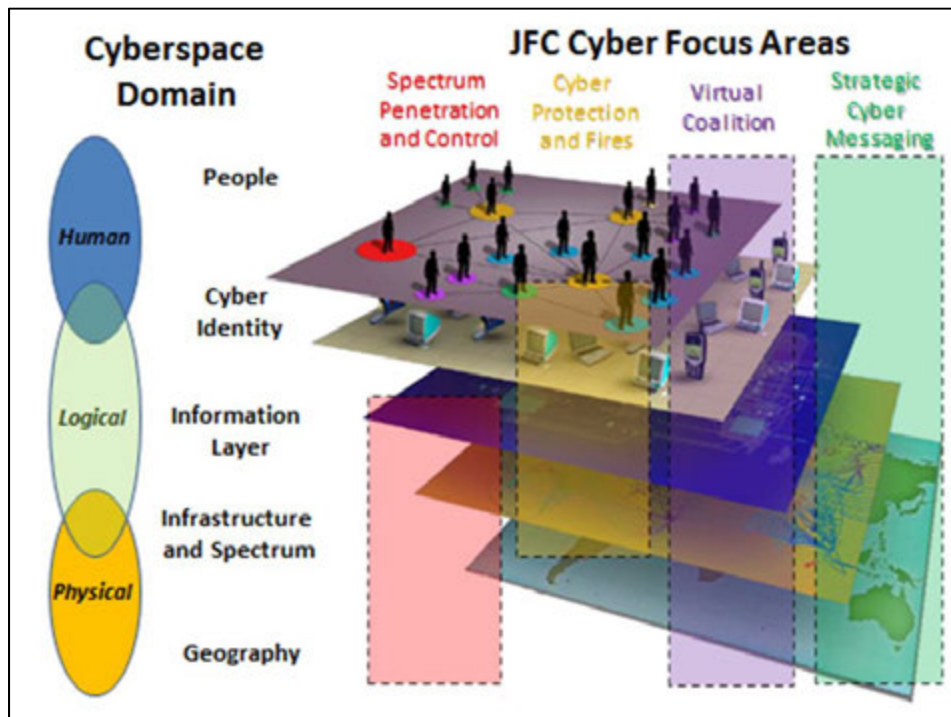 Cyberspace
Domain
JFC Cyber Focus Areas
Spectrum
Penetration
and Control
Cyber
Protection
and Fires
Virtual
Coalition
Strategic
Cyber
Messaging
People
Human
Cyber
Identity
Logical
Information
Layer
Infrastructure
and Spectrum
Physical
Geography